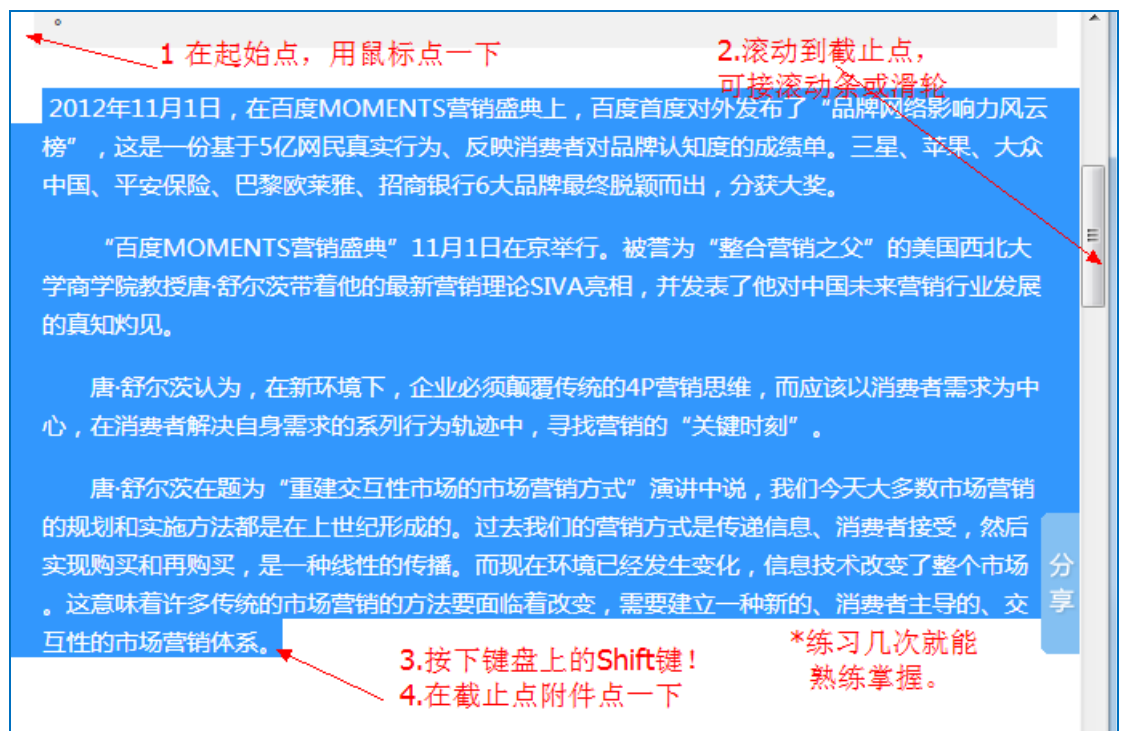 。
1 在起始点，用鼠标点一下
2.滚动到截止点，
可接滚动条或滑轮
2012年11月1日，在百度MOMENTS营销盛典上，百度首度对外发布了“品牌网络影响力风云
榜”，这是一份基于5亿网民真实行为、反映消费者对品牌认知度的成绩单。三星、苹果、大众
中国、平安保险、巴黎欧莱雅、招商银行6大品牌最终脱颖而出，分获大奖。
“百度MOMENTS营销盛典”11月1日在京举行。被誉为“整合营销之父”的美国西北大
学商学院教授唐·舒尔茨带着他的最新营销理论SIVA亮相，并发表了他对中国未来营销行业发展
的真知灼见。
唐·舒尔茨认为，在新环境下，企业必须颠覆传统的4P营销思维，而应该以消费者需求为中
心，在消费者解决自身需求的系列行为轨迹中，寻找营销的“关键时刻”。
唐·舒尔茨在题为“重建交互性市场的市场营销方式”演讲中说，我们今天大多数市场营销
的规划和实施方法都是在上世纪形成的。过去我们的营销方式是传递信息、消费者接受，然后
实现购买和再购买，是一种线性的传播。而现在环境已经发生变化，信息技术改变了整个市场
。这意味着许多传统的市场营销的方法要面临着改变，需要建立一种新的、消费者主导的、交
互性的市场营销体系。
分
享
3.按下键盘上的Shift键！
4.在截止点附件点一下
*练习几次就能
熟练掌握。